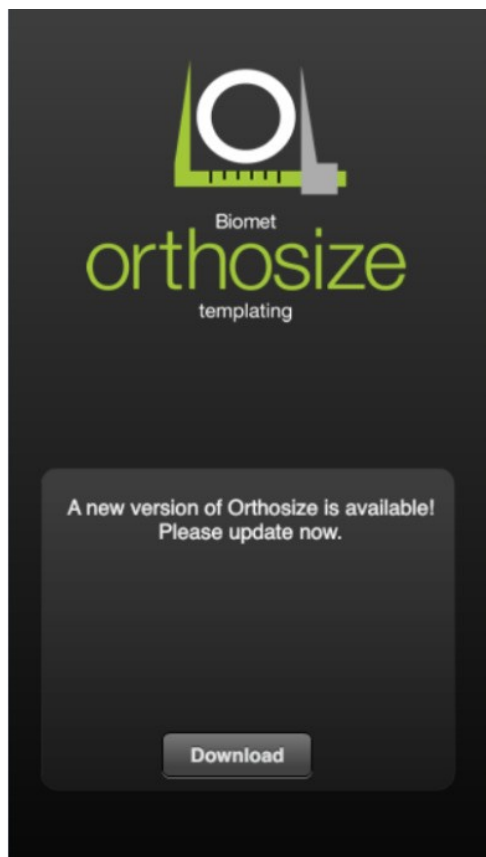 Biomet
orthosize
templating
A new version of Orthosize is available!
Please update now.
Download